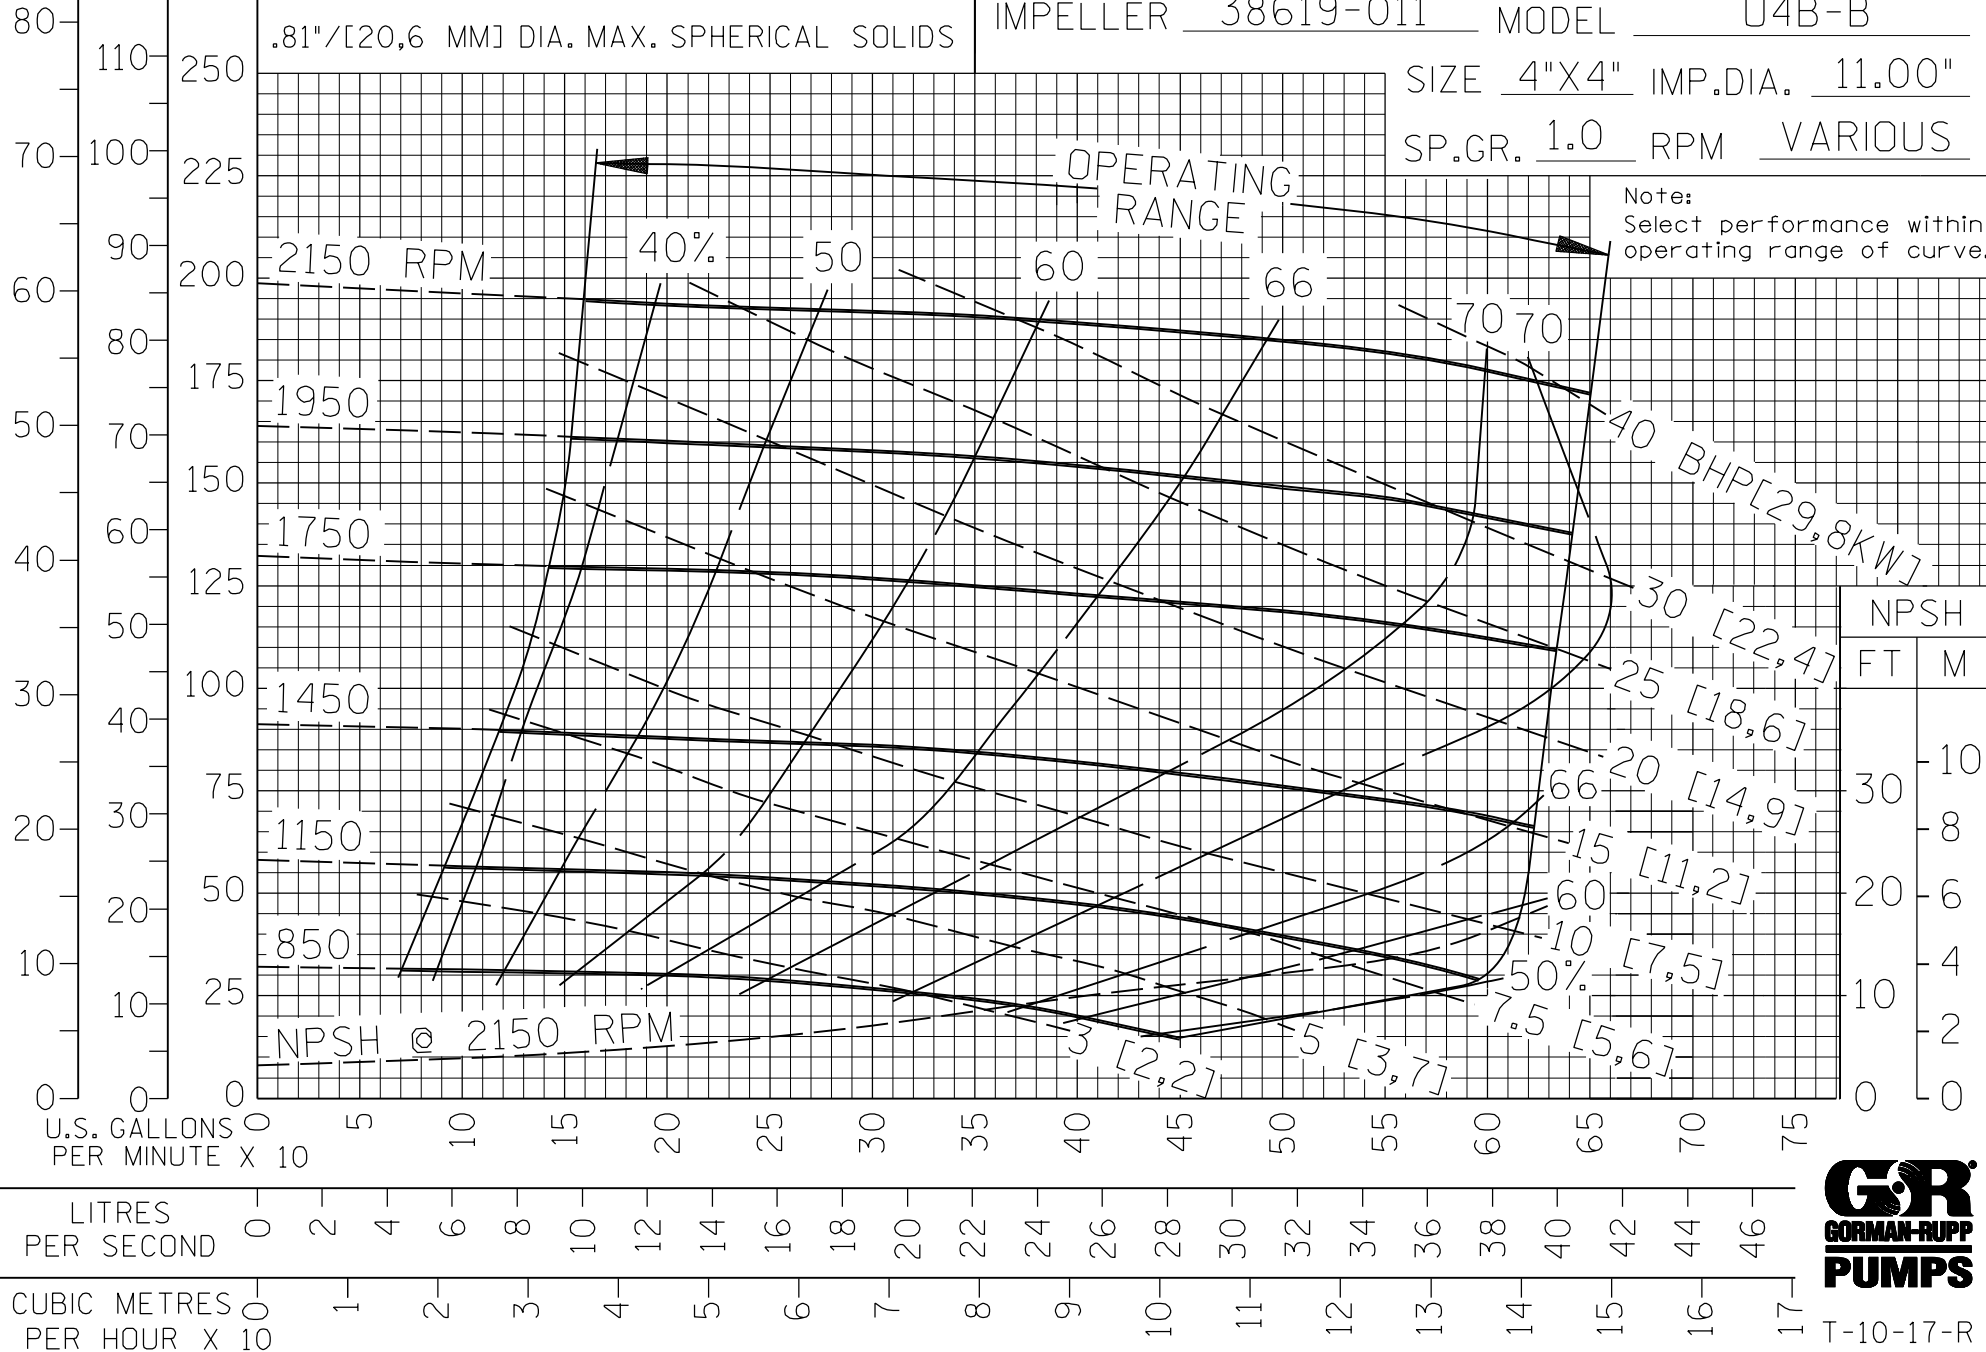 IMPELLER 38619-011 MODEL U4B-B
.81"/[20,6 MM] DIA. MAX. SPHERICAL SOLIDS
SIZE 4"X4" IMP.DIA. 11.00"
SP.GR. 1.0 RPM VARIOUS
Note:
Select performance within
operating range of curve.
OPERATING
RANGE
80
70
60
50
40
30
20
10
0
110
100
90
80
70
60
50
40
30
20
10
0
250
225
200
175
150
125
100
75
50
25
0
2150 RPM
1950
1750
1450
1150
850
NPSH @ 2150 RPM
40%
50
60
66
70
70
66
60
50%
40 BHP[29,8KW]
30 [22,4]
25 [18,6]
20 [14,9]
15 [11,2]
10 [7,5]
7.5 [5,6]
5 [3,7]
3 [2,2]
NPSH
FT M
30
20
10
0
10
8
6
4
2
0
U.S. GALLONS
PER MINUTE X 10
0 5 10 15 20 25 30 35 40 45 50 55 60 65 70 75
LITRES
PER SECOND
0 2 4 6 8 10 12 14 16 18 20 22 24 26 28 30 32 34 36 38 40 42 44 46
CUBIC METRES
PER HOUR X 10
0 1 2 3 4 5 6 7 8 9 10 11 12 13 14 15 16 17
GR
GORMAN-RUPP
PUMPS
T-10-17-R